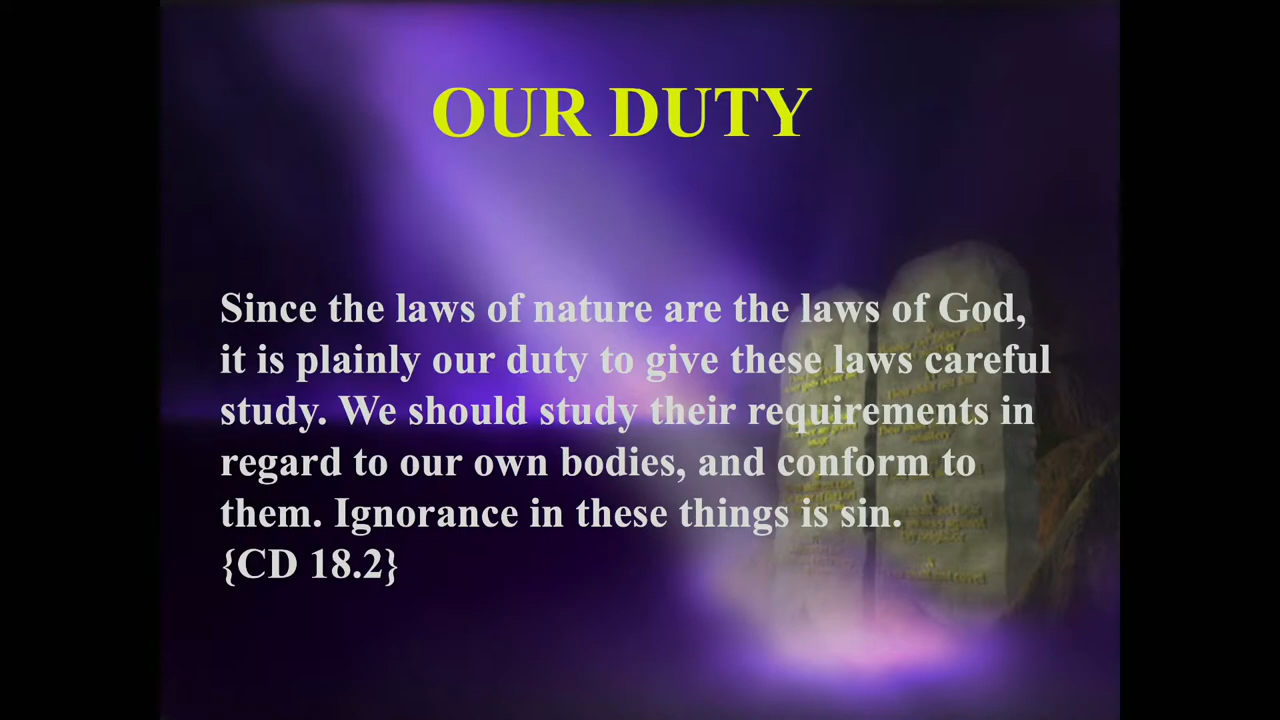 OUR DUTY
Since the laws of nature are the laws of God,
it is plainly our duty to give these laws careful
study. We should study their requirements in
regard to our own bodies, and conform to
them. Ignorance in these things is sin.
{CD 18.2}